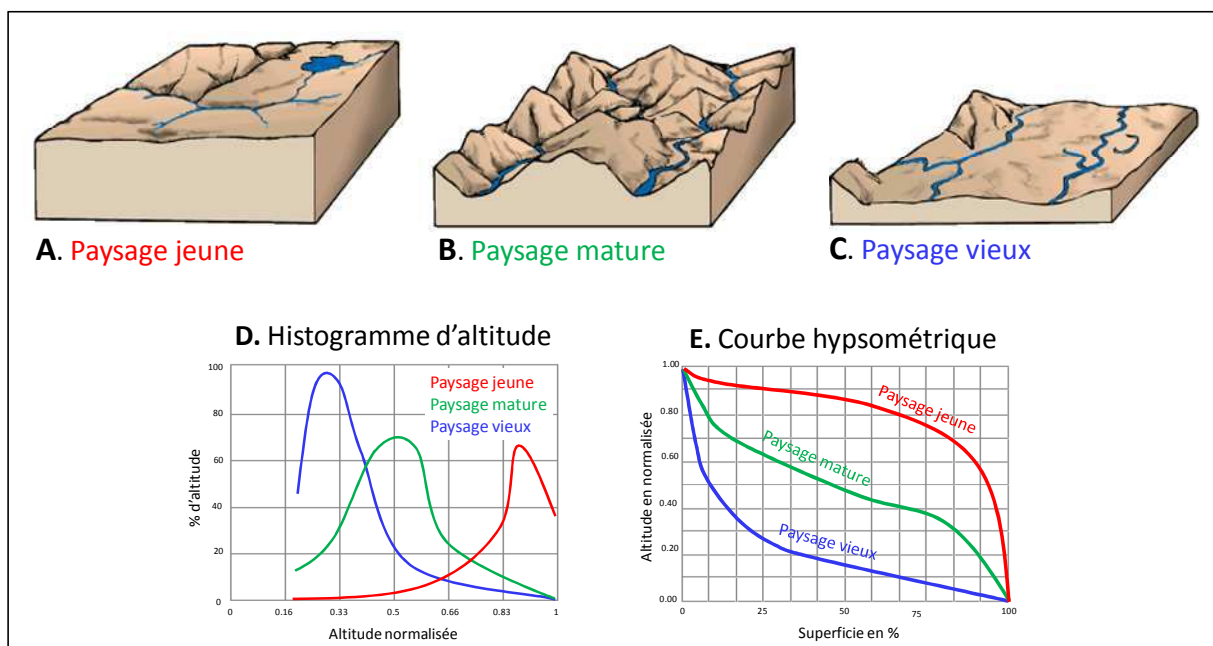 A. Paysage jeune
B. Paysage mature
C. Paysage vieux
D. Histogramme d'altitude
100
80
60
40
20
0
% d'altitude
Paysage jeune
Paysage mature
Paysage vieux
0
0.16
0.33
0.5
0.66
0.83
1
Altitude normalisée
E. Courbe hypsométrique
1.00
0.80
0.60
0.40
0.20
0.00
Altitude en normalisée
Paysage jeune
Paysage mature
Paysage vieux
0
25
50
75
100
Superficie en %